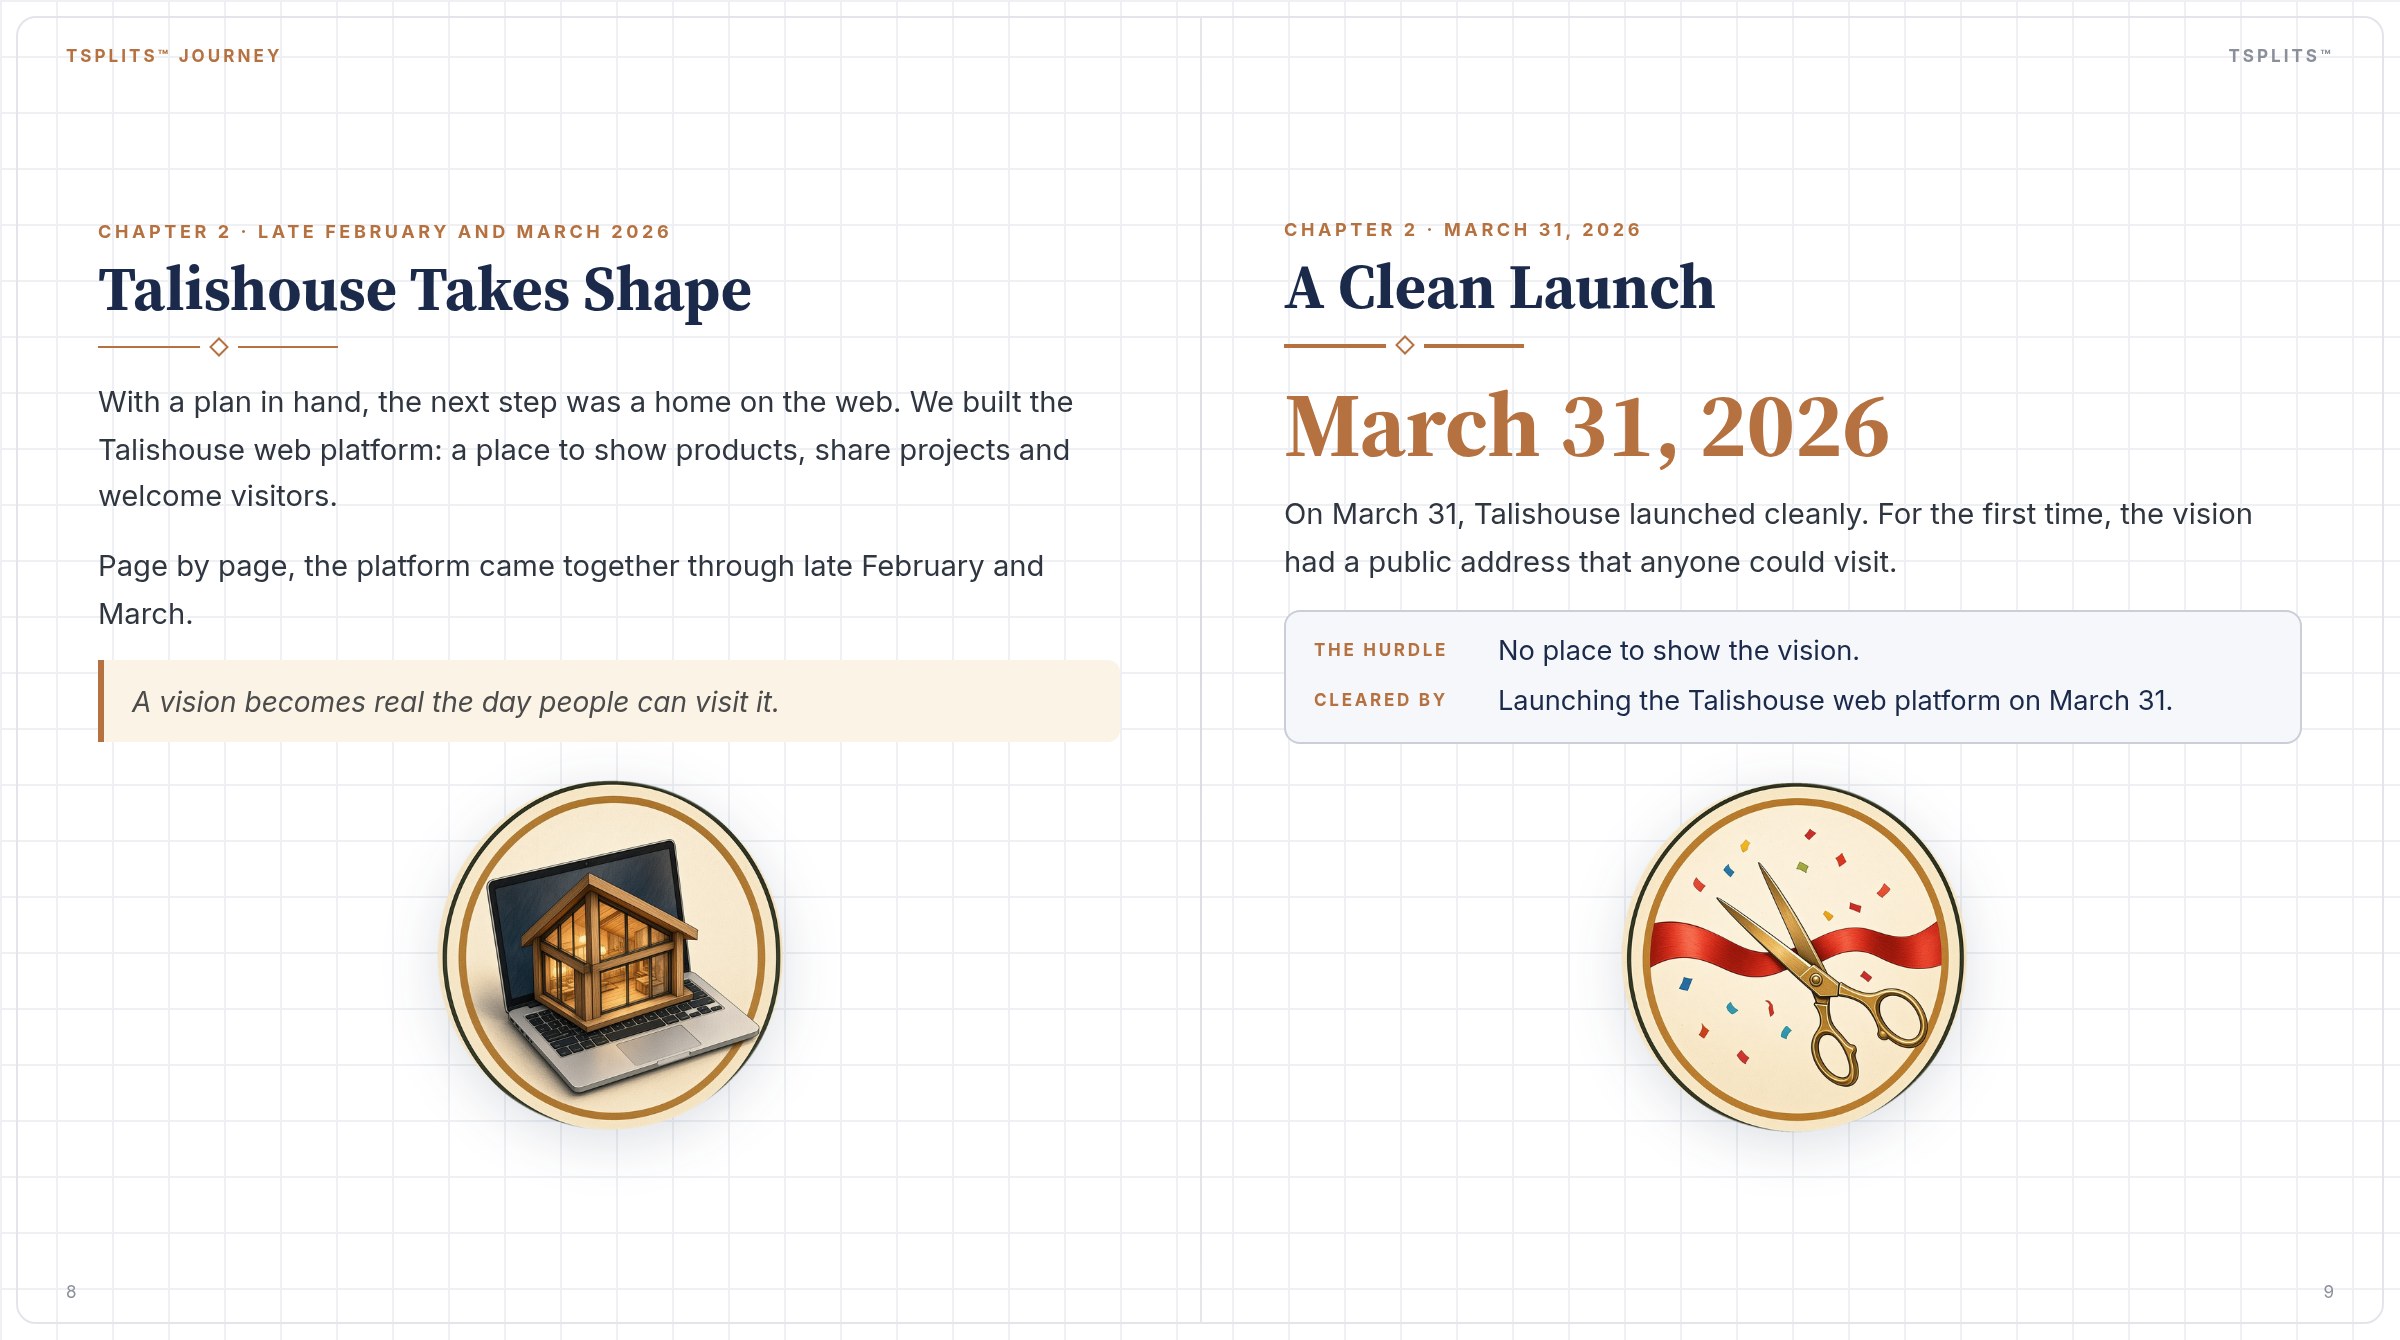 TSPLITS™ JOURNEY
CHAPTER 2 · LATE FEBRUARY AND MARCH 2026
Talishouse Takes Shape
With a plan in hand, the next step was a home on the web. We built the
Talishouse web platform: a place to show products, share projects and
welcome visitors.
Page by page, the platform came together through late February and
March.
A vision becomes real the day people can visit it.
8
TSPLITS™
CHAPTER 2 · MARCH 31, 2026
A Clean Launch
March 31, 2026
On March 31, Talishouse launched cleanly. For the first time, the vision
had a public address that anyone could visit.
THE HURDLE No place to show the vision.
CLEARED BY Launching the Talishouse web platform on March 31.
9